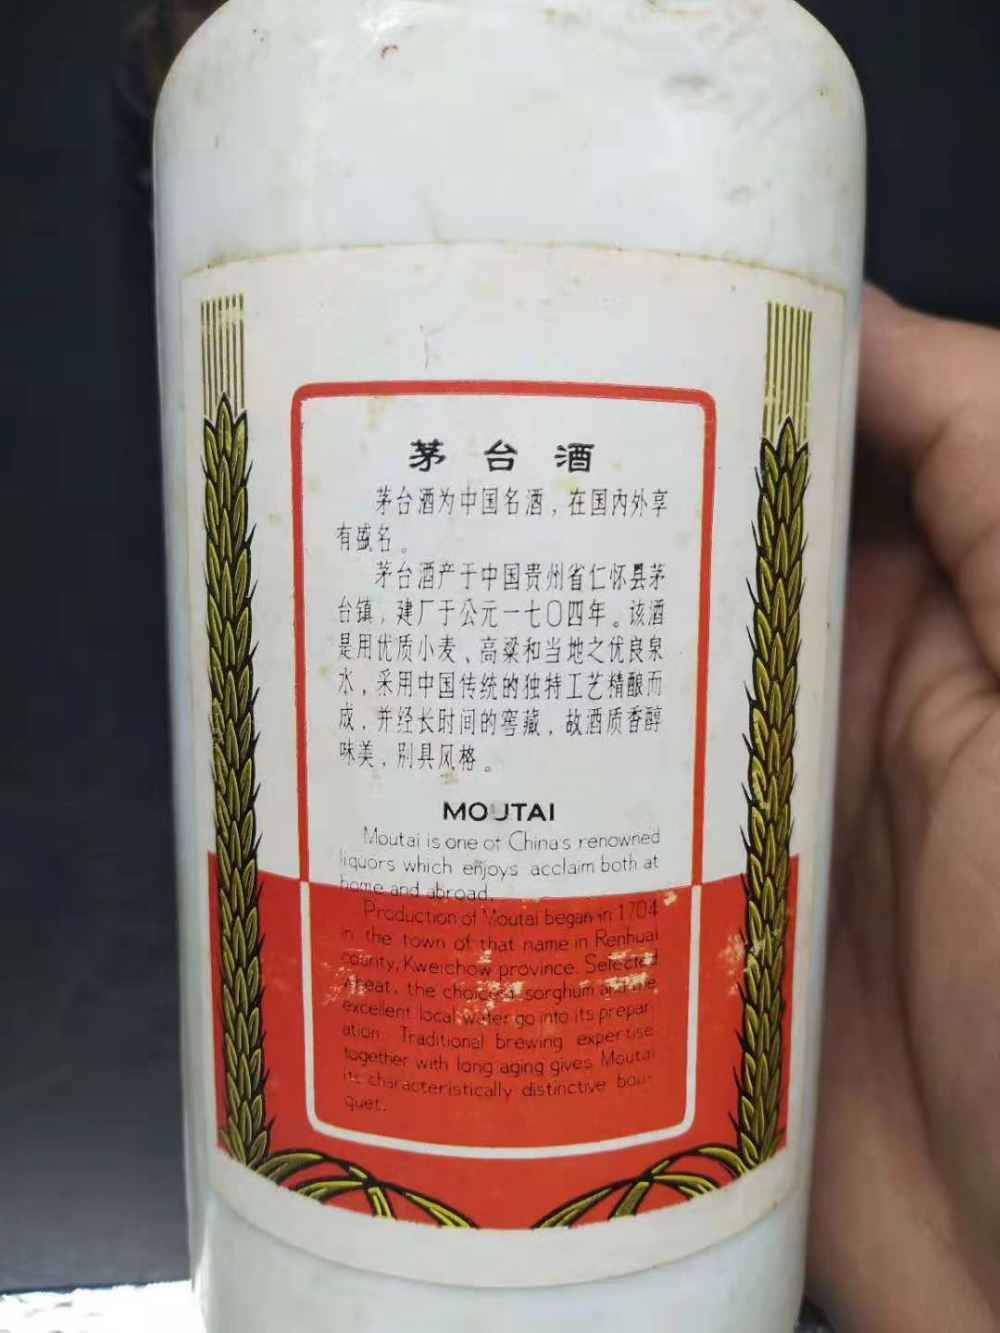 茅台酒
茅台酒为中国名酒，在国内外享
有盛名。
茅台酒产于中国贵州省仁怀县茅
台镇，建厂于公元一七〇四年。该酒
是用优质小麦、高粱和当地之优良泉
水，采用中国传统的独特工艺精酿而
成，并经长时间的窖藏，故酒质香醇
味美，别具风格。
MOUTAI
Moutai is one of China's renowned
liquors which enjoys acclaim both at
home and abroad.
Production of Moutai began in 1704
in the town of that name in Renhuai
county, Kweichow province. Selected
wheat, the choicest sorghum and the
excellent local water go into its prepar-
ation. Traditional brewing expertise
together with long aging gives Moutai
its characteristically distinctive bou-
quet.